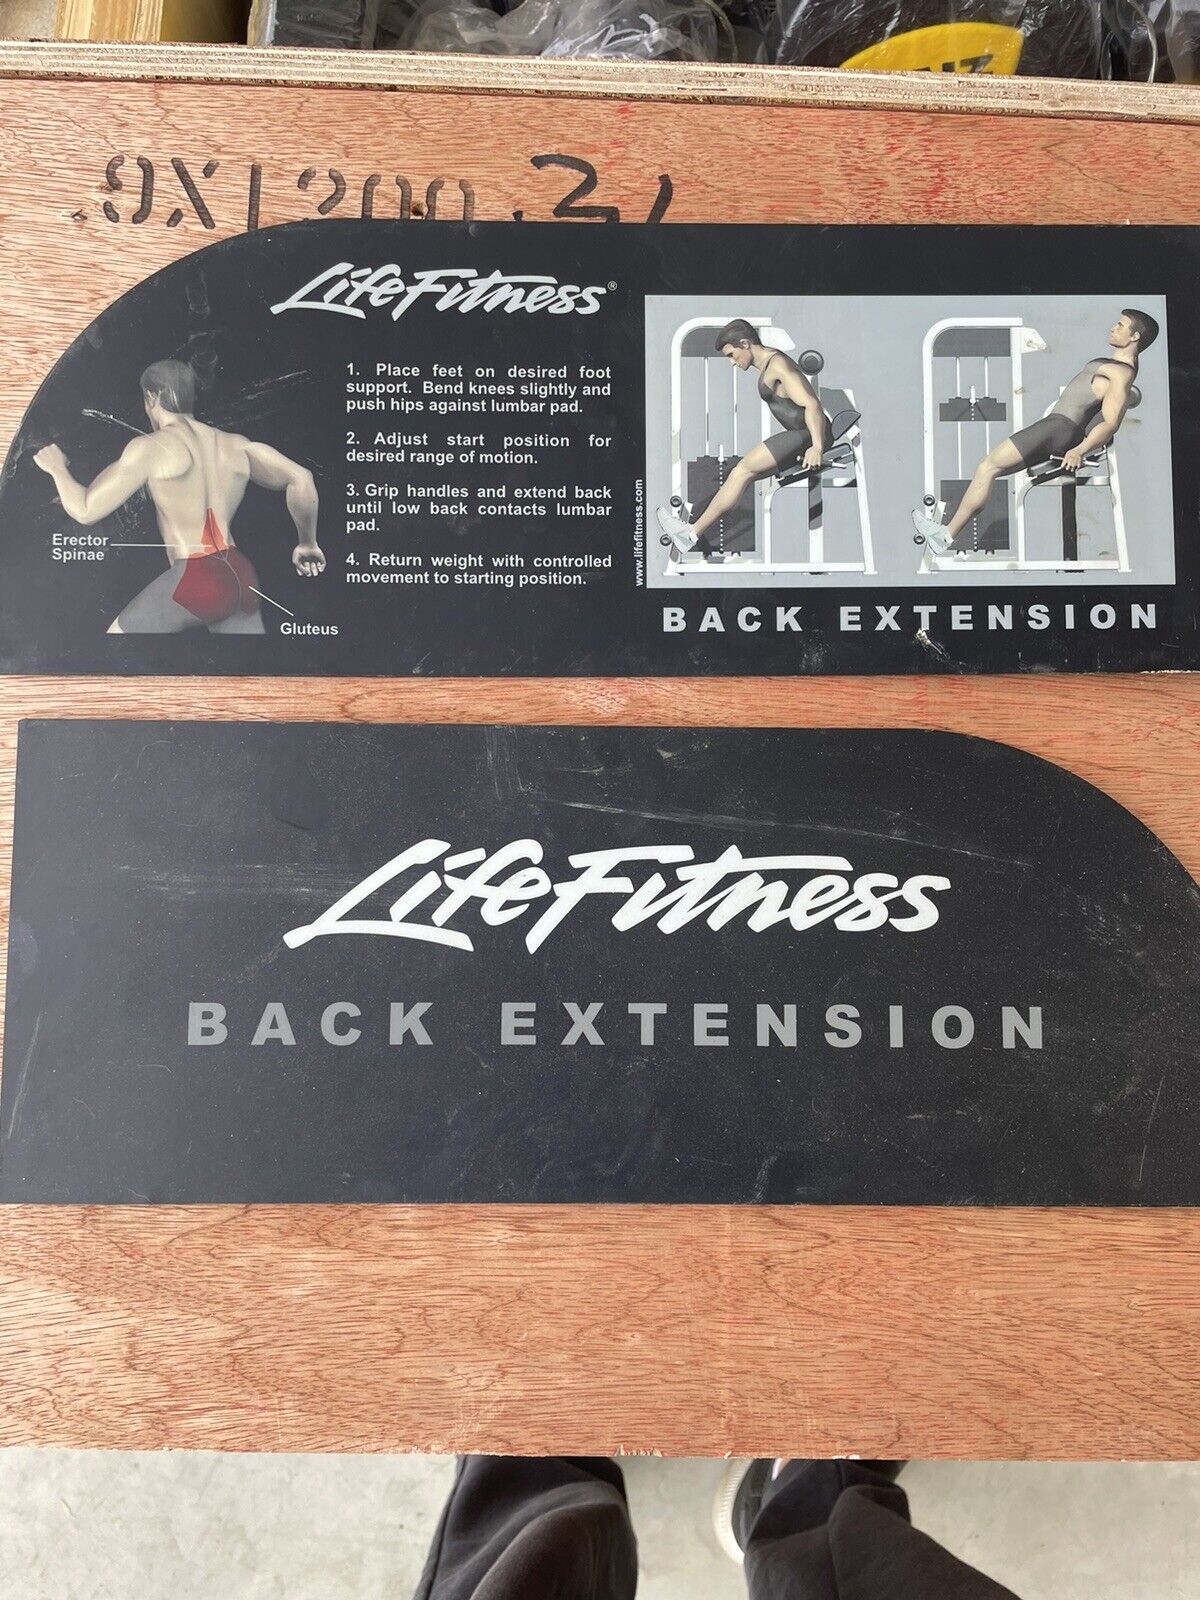 9X1200
LifeFitness®
1. Place feet on desired foot
support. Bend knees slightly and
push hips against lumbar pad.
2. Adjust start position for
desired range of motion.
3. Grip handles and extend back
until low back contacts lumbar
pad.
4. Return weight with controlled
movement to starting position.
Erector
Spinae
Gluteus
www.lifefitness.com
BACK EXTENSION
LifeFitness
BACK EXTENSION